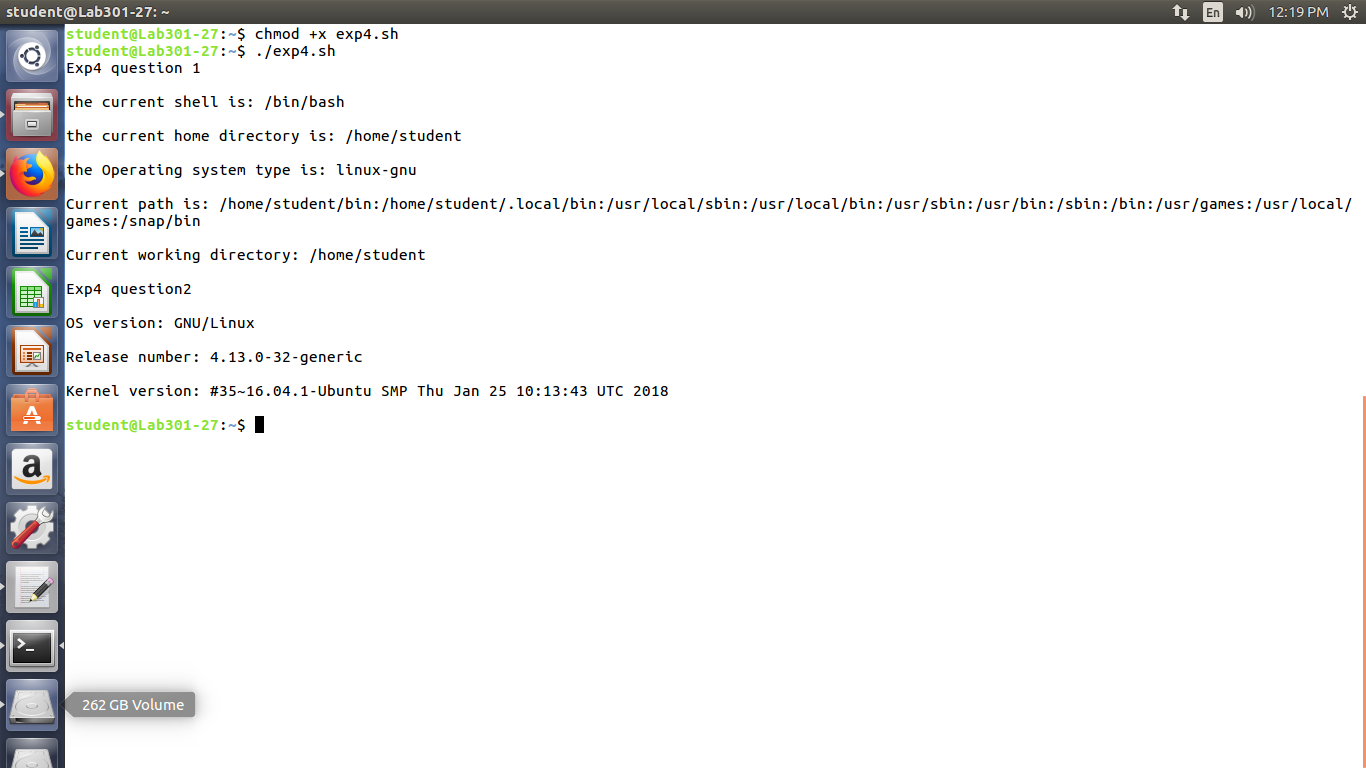 student@Lab301-27: ~
En
12:19 PM
student@Lab301-27:~$ chmod +x exp4.sh
student@Lab301-27:~$ ./exp4.sh
Exp4 question 1
the current shell is: /bin/bash
the current home directory is: /home/student
the Operating system type is: linux-gnu
Current path is: /home/student/bin:/home/student/.local/bin:/usr/local/sbin:/usr/local/bin:/usr/sbin:/usr/bin:/sbin:/bin:/usr/games:/usr/local/
games:/snap/bin
Current working directory: /home/student
Exp4 question2
OS version: GNU/Linux
Release number: 4.13.0-32-generic
Kernel version: #35~16.04.1-Ubuntu SMP Thu Jan 25 10:13:43 UTC 2018
student@Lab301-27:~$
a
>_
262 GB Volume